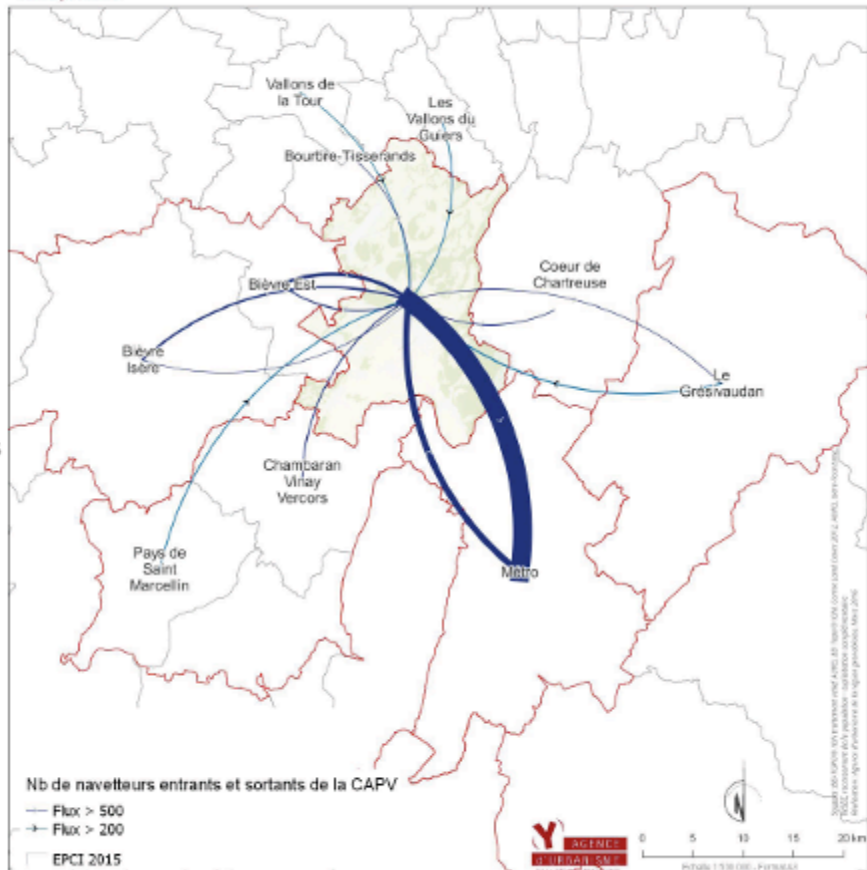 Vallons de
la Tour
Les
Vallons du
Guiers
Bourbre-Tisserands
Coeur de
Chartreuse
Bièvre Est
Bièvre
Isère
Le
Grésivaudan
Chambaran
Vinay
Vercors
Pays de
Saint
Marcellin
Métro
Nb de navetteurs entrants et sortants de la CAPV
Flux > 500
Flux > 200
EPCI 2015
N
AGENCE
d'URBANISME
0 5 10 15 20 km